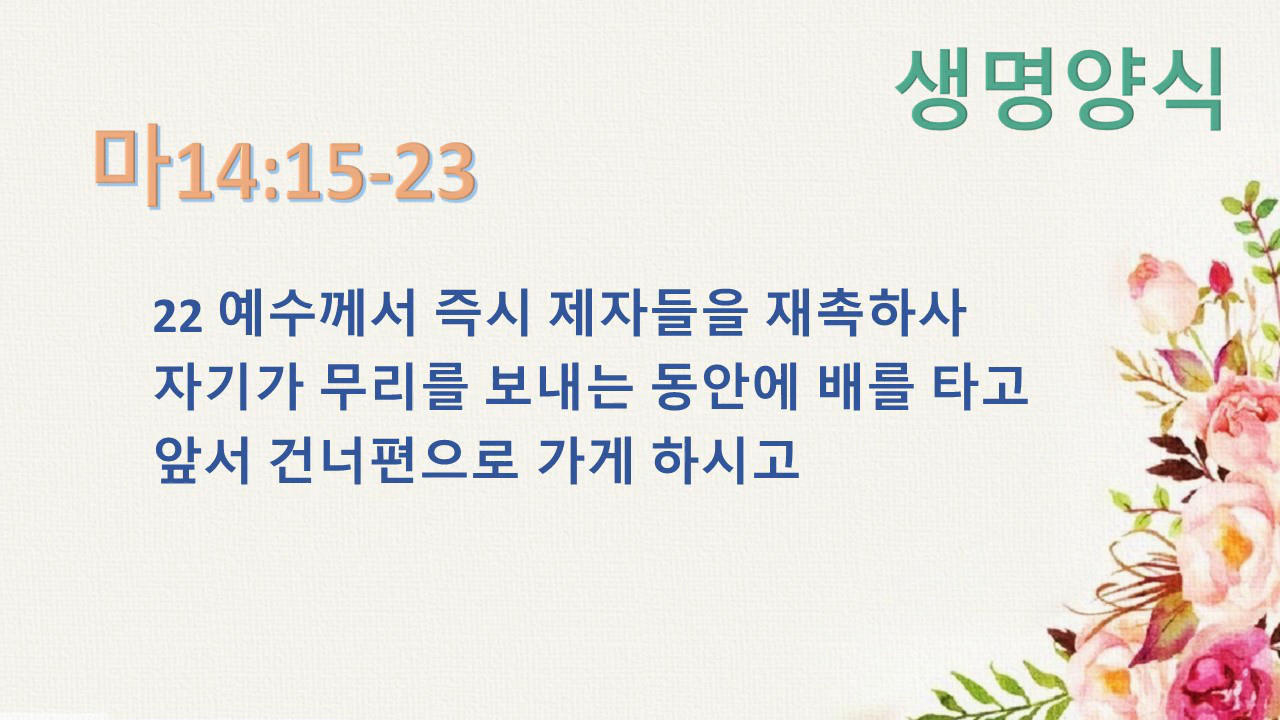 생명양식
마14:15-23
22 예수께서 즉시 제자들을 재촉하사
자기가 무리를 보내는 동안에 배를 타고
앞서 건너편으로 가게 하시고